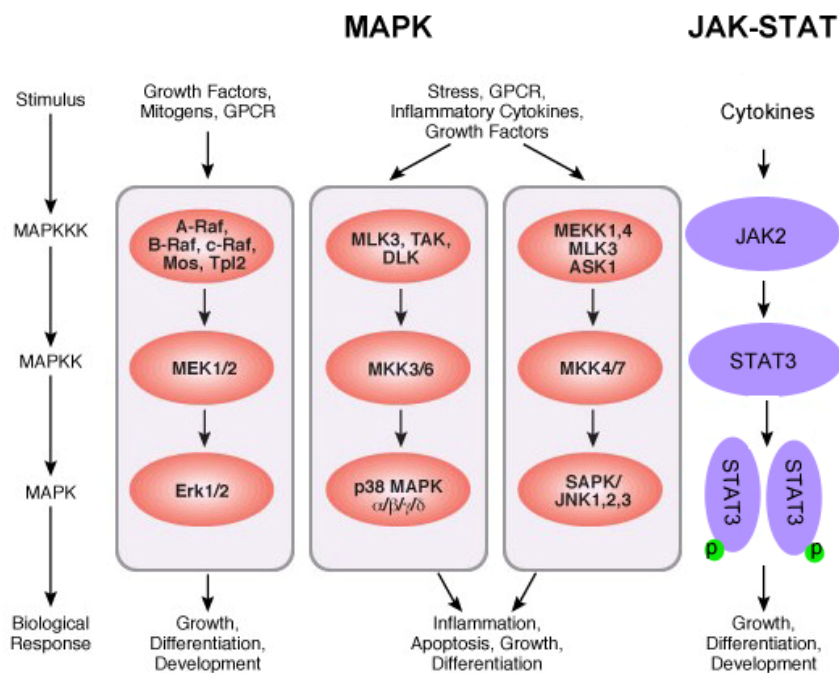 MAPK
JAK-STAT
Stimulus
Growth Factors,
Mitogens, GPCR
Stress, GPCR,
Inflammatory Cytokines,
Growth Factors
Cytokines
MAPKKK
A-Raf,
B-Raf, c-Raf,
Mos, Tpl2
MLK3, TAK,
DLK
MEKK1,4
MLK3
ASK1
JAK2
MAPKK
MEK1/2
MKK3/6
MKK4/7
STAT3
MAPK
Erk1/2
p38 MAPK
α/β/γ/δ
SAPK/
JNK1,2,3
STAT3
STAT3
p
p
Biological
Response
Growth,
Differentiation,
Development
Inflammation,
Apoptosis, Growth,
Differentiation
Growth,
Differentiation,
Development